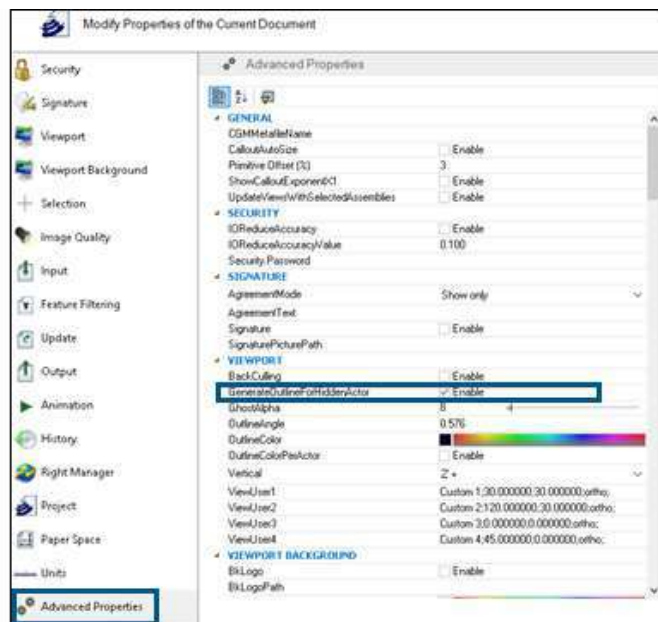 Modify Properties of the Current Document
Security
Signature
Viewport
Viewport Background
Selection
Image Quality
Input
Feature Filtering
Update
Output
Animation
History
Right Manager
Project
Paper Space
Units
Advanced Properties
Advanced Properties
GENERAL
CGMMetafileName
CalloutAutoSize Enable
Primitive Offset (%) 3
ShowCalloutExponentX1 Enable
UpdateViewsWithSelectedAssemblies Enable
SECURITY
IOReduceAccuracy Enable
IOReduceAccuracyValue 0.100
Security Password
SIGNATURE
AgreementMode Show only
AgreementText
Signature Enable
SignaturePicturePath
VIEWPORT
BackCulling Enable
GenerateOutlineForHiddenActor Enable
GhostAlpha 8
OutlineAngle 0.576
OutlineColor
OutlineColorPerActor Enable
Vertical Z +
ViewUser1 Custom 1;30.000000;30.000000;ortho;
ViewUser2 Custom 2;120.000000;30.000000;ortho;
ViewUser3 Custom 3;0.000000;0.000000;ortho;
ViewUser4 Custom 4;45.000000;0.000000;ortho;
VIEWPORT BACKGROUND
BkLogo Enable
BkLogoPath